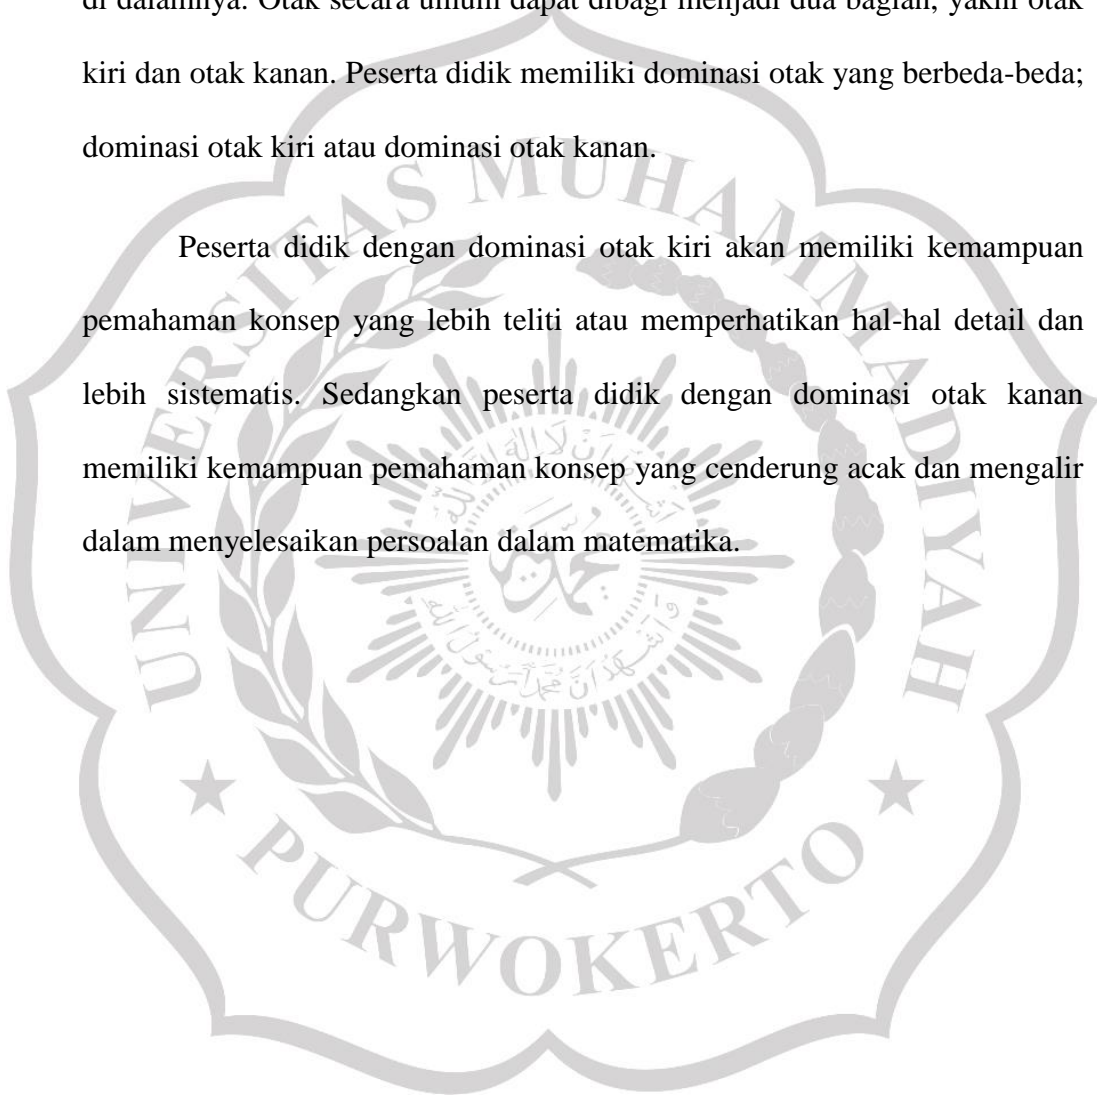 di dalamnya. Otak secara umum dapat dibagi menjadi dua bagian, yakni otak
kiri dan otak kanan. Peserta didik memiliki dominasi otak yang berbeda-beda;
dominasi otak kiri atau dominasi otak kanan.
Peserta didik dengan dominasi otak kiri akan memiliki kemampuan
pemahaman konsep yang lebih teliti atau memperhatikan hal-hal detail dan
lebih sistematis. Sedangkan peserta didik dengan dominasi otak kanan
memiliki kemampuan pemahaman konsep yang cenderung acak dan mengalir
dalam menyelesaikan persoalan dalam matematika.
UNIVERSITAS MUHAMMADIYAH
PURWOKERTO